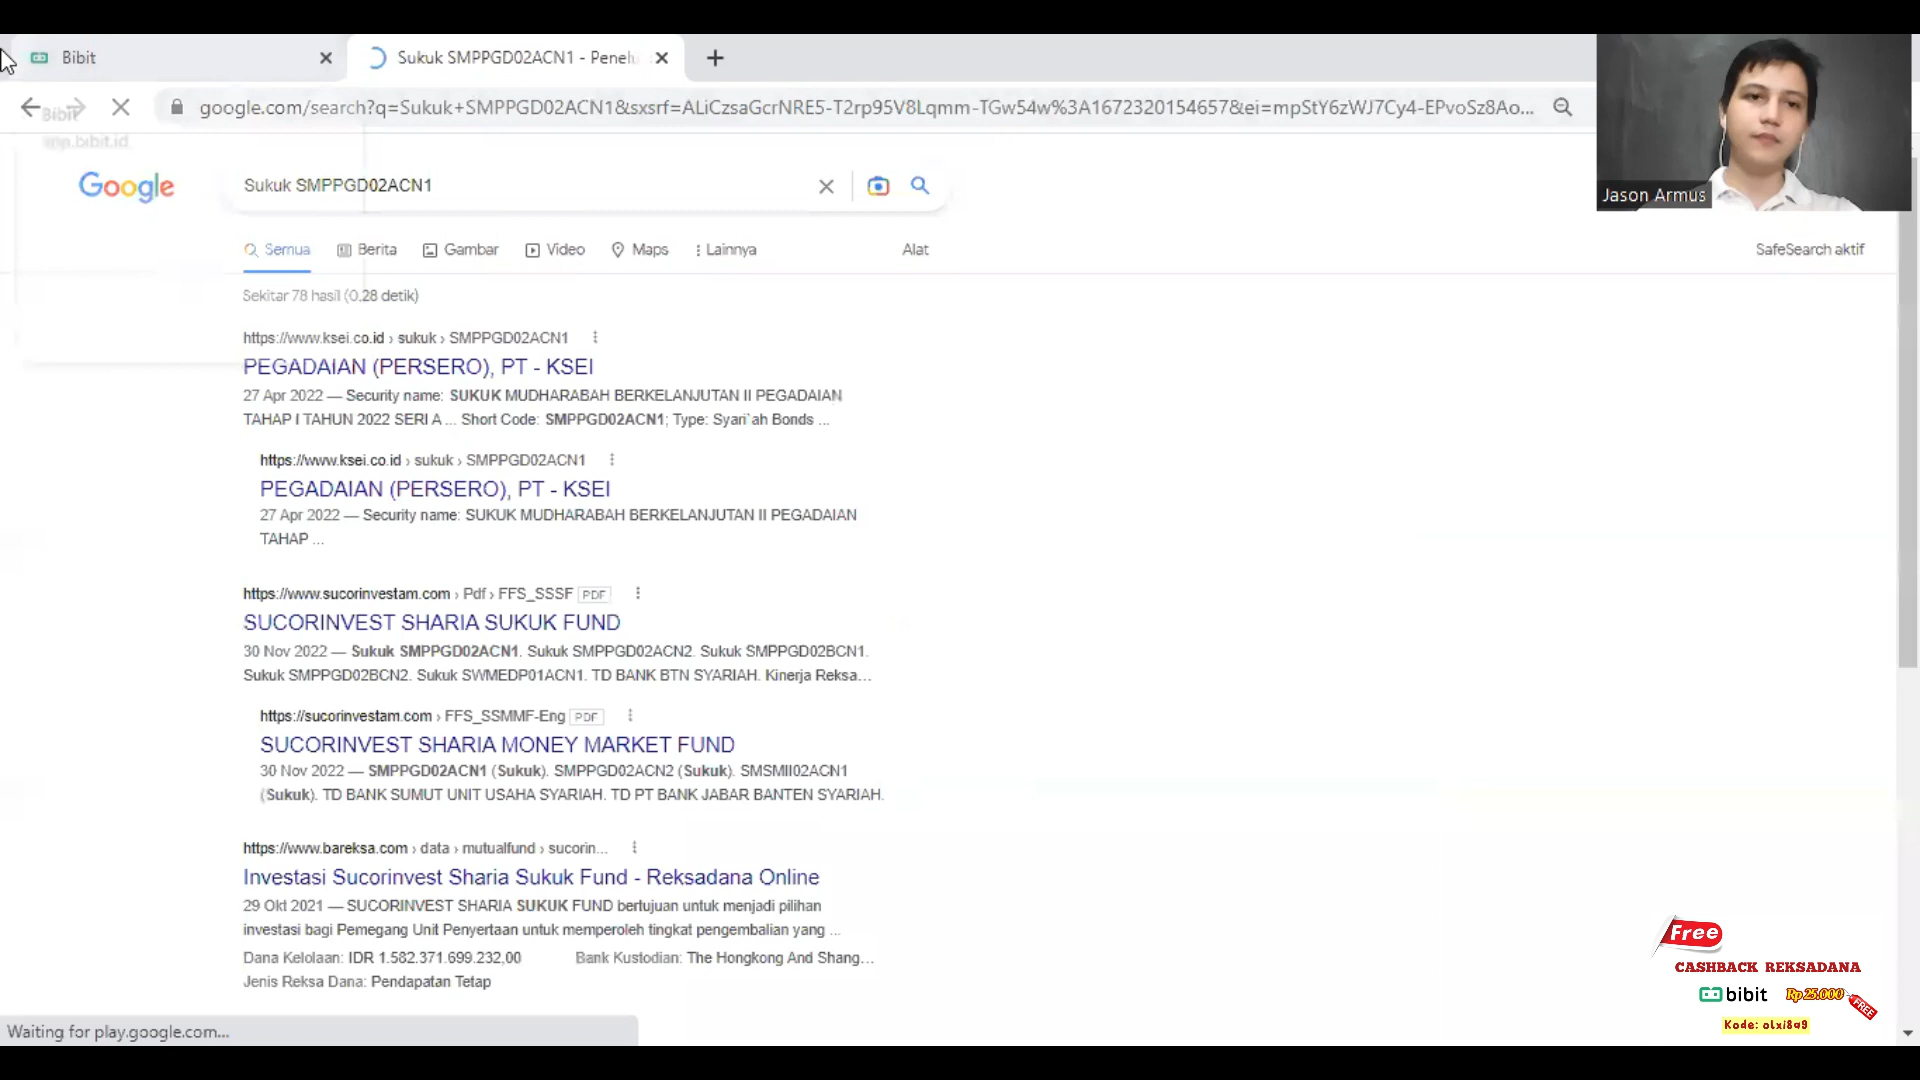 Bibit
Sukuk SMPPGD02ACN1 - Penelu
Bibit
app.bibit.id
google.com/search?q=Sukuk+SMPPGD02ACN1&sxsrf=ALiCzsaGcrNRE5-T2rp95V8Lqmm-TGw54w%3A1672320154657&ei=mpStY6zWJ7Cy4-EPvoSz8Ao...
Jason Armus
Google
Sukuk SMPPGD02ACN1
Semua
Berita
Gambar
Video
Maps
Lainnya
Alat
SafeSearch aktif
Sekitar 78 hasil (0,28 detik)
https://www.ksei.co.id › sukuk › SMPPGD02ACN1
PEGADAIAN (PERSERO), PT - KSEI
27 Apr 2022 — Security name: SUKUK MUDHARABAH BERKELANJUTAN II PEGADAIAN
TAHAP I TAHUN 2022 SERI A ... Short Code: SMPPGD02ACN1; Type: Syari`ah Bonds ...
https://www.ksei.co.id › sukuk › SMPPGD02ACN1
PEGADAIAN (PERSERO), PT - KSEI
27 Apr 2022 — Security name: SUKUK MUDHARABAH BERKELANJUTAN II PEGADAIAN
TAHAP ...
https://www.sucorinvestam.com › Pdf › FFS_SSSF PDF
SUCORINVEST SHARIA SUKUK FUND
30 Nov 2022 — Sukuk SMPPGD02ACN1. Sukuk SMPPGD02ACN2. Sukuk SMPPGD02BCN1.
Sukuk SMPPGD02BCN2. Sukuk SWMEDP01ACN1. TD BANK BTN SYARIAH. Kinerja Reksa...
https://sucorinvestam.com › FFS_SSMMF-Eng PDF
SUCORINVEST SHARIA MONEY MARKET FUND
30 Nov 2022 — SMPPGD02ACN1 (Sukuk). SMPPGD02ACN2 (Sukuk). SMSMII02ACN1
(Sukuk). TD BANK SUMUT UNIT USAHA SYARIAH. TD PT BANK JABAR BANTEN SYARIAH.
https://www.bareksa.com › data › mutualfund › sucorin...
Investasi Sucorinvest Sharia Sukuk Fund - Reksadana Online
29 Okt 2021 — SUCORINVEST SHARIA SUKUK FUND bertujuan untuk menjadi pilihan
investasi bagi Pemegang Unit Penyertaan untuk memperoleh tingkat pengembalian yang ...
Dana Kelolaan: IDR 1.582.371.699.232,00
Bank Kustodian: The Hongkong And Shang...
Jenis Reksa Dana: Pendapatan Tetap
Free
CASHBACK REKSADANA
bibit Rp 25.000 FREE
Kode: olxi8q9
Waiting for play.google.com...